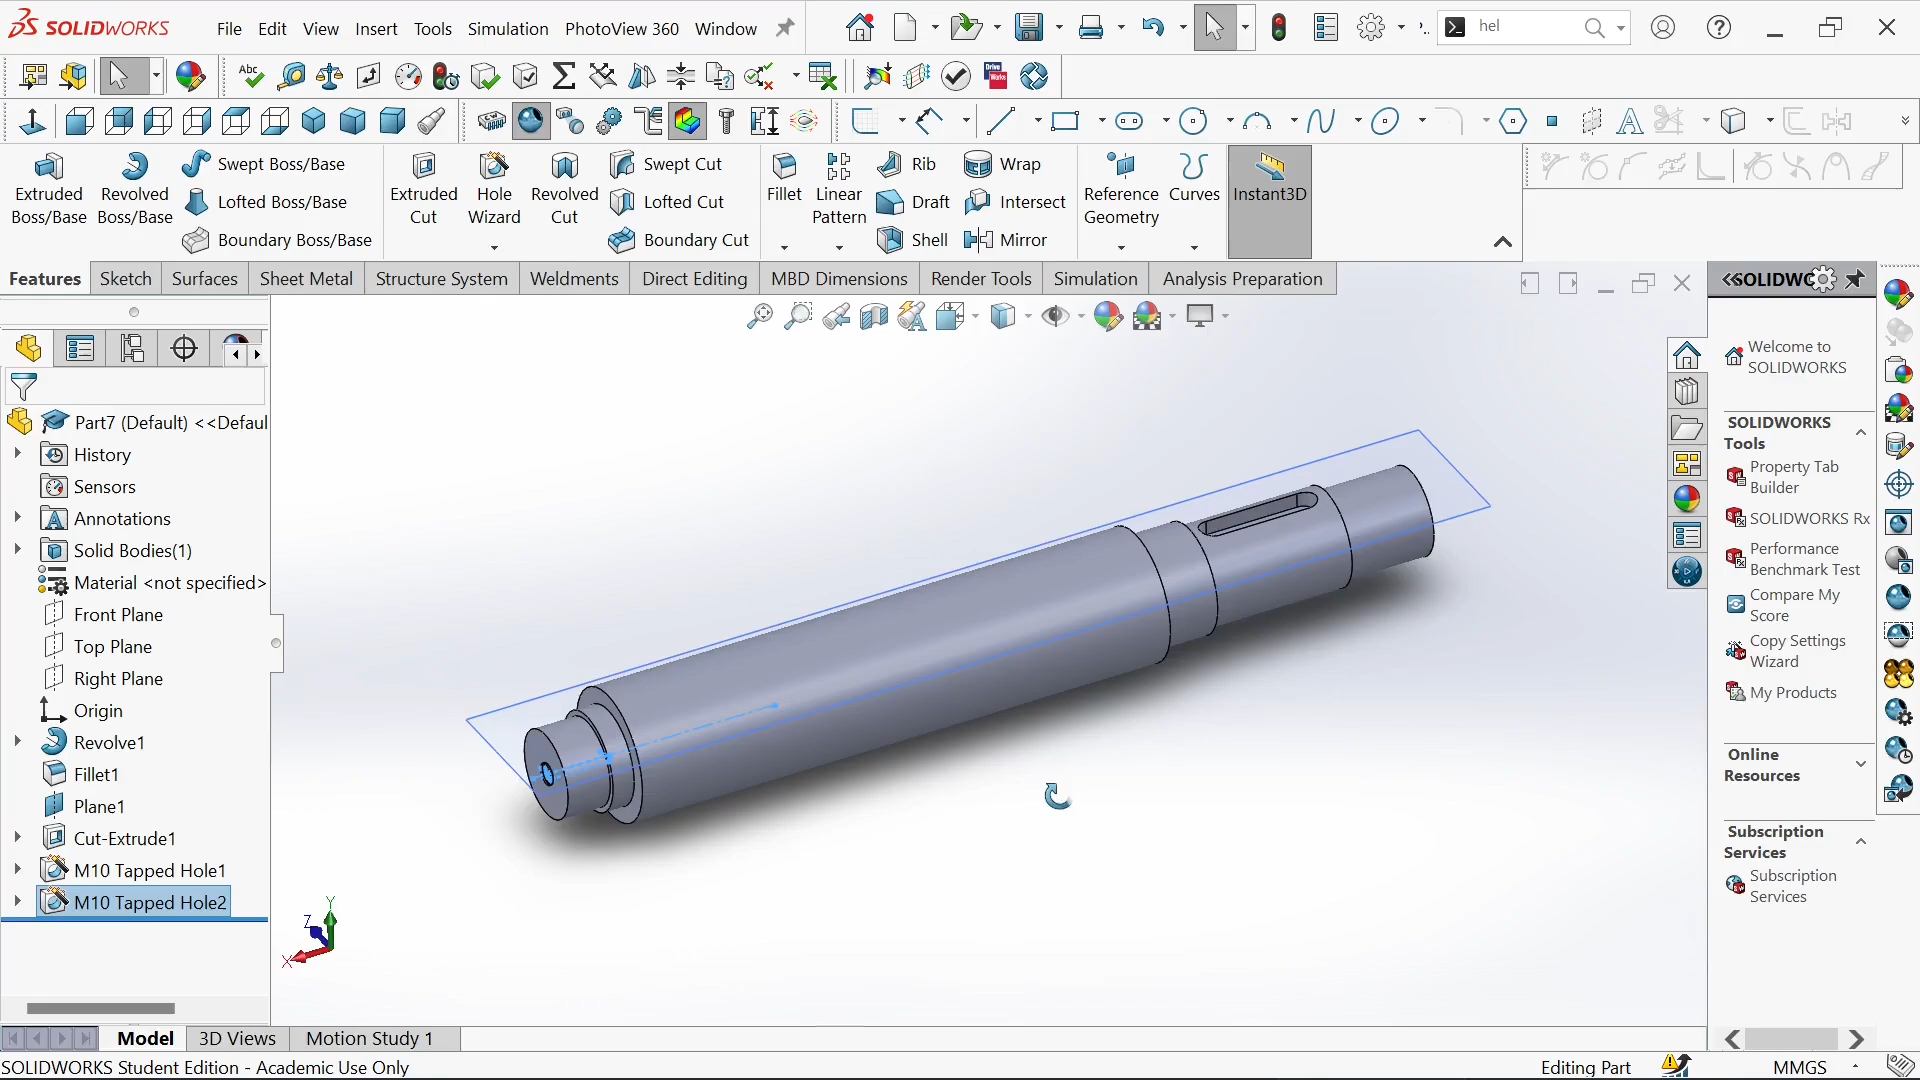 SOLIDWORKS File Edit View Insert Tools Simulation PhotoView 360 Window hel
Abc
Drive Works
Extruded Boss/Base
Revolved Boss/Base
Swept Boss/Base
Lofted Boss/Base
Boundary Boss/Base
Extruded Cut
Hole Wizard
Revolved Cut
Swept Cut
Lofted Cut
Boundary Cut
Fillet
Linear Pattern
Rib
Draft
Shell
Wrap
Intersect
Mirror
Reference Geometry
Curves
Instant3D
Features Sketch Surfaces Sheet Metal Structure System Weldments Direct Editing MBD Dimensions Render Tools Simulation Analysis Preparation
Part7 (Default) <<Defaul
History
Sensors
Annotations
Solid Bodies(1)
Material <not specified>
Front Plane
Top Plane
Right Plane
Origin
Revolve1
Fillet1
Plane1
Cut-Extrude1
M10 Tapped Hole1
M10 Tapped Hole2
Y
Z
X
SOLIDWO
Welcome to
SOLIDWORKS
SOLIDWORKS
Tools
Property Tab
Builder
SOLIDWORKS Rx
Performance
Benchmark Test
Compare My
Score
Copy Settings
Wizard
My Products
Online
Resources
Subscription
Services
Subscription
Services
Model 3D Views Motion Study 1
SOLIDWORKS Student Edition - Academic Use Only Editing Part MMGS